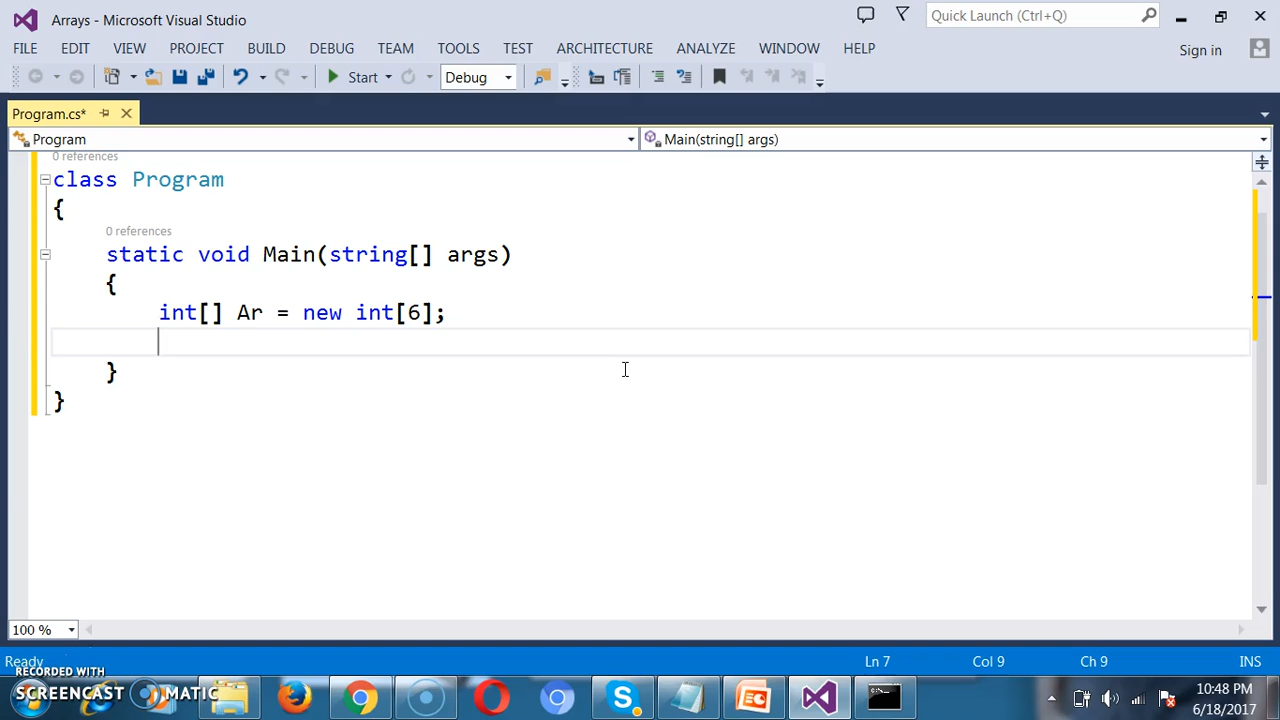 Arrays - Microsoft Visual Studio
Quick Launch (Ctrl+Q)
FILE EDIT VIEW PROJECT BUILD DEBUG TEAM TOOLS TEST ARCHITECTURE ANALYZE WINDOW HELP
Sign in
Start Debug
Program.cs*
Program Main(string[] args)
0 references
class Program
{
0 references
static void Main(string[] args)
{
int[] Ar = new int[6];
}
}
100 %
Ready Ln 7 Col 9 Ch 9 INS
RECORDED WITH
SCREENCAST MATIC
10:48 PM
6/18/2017